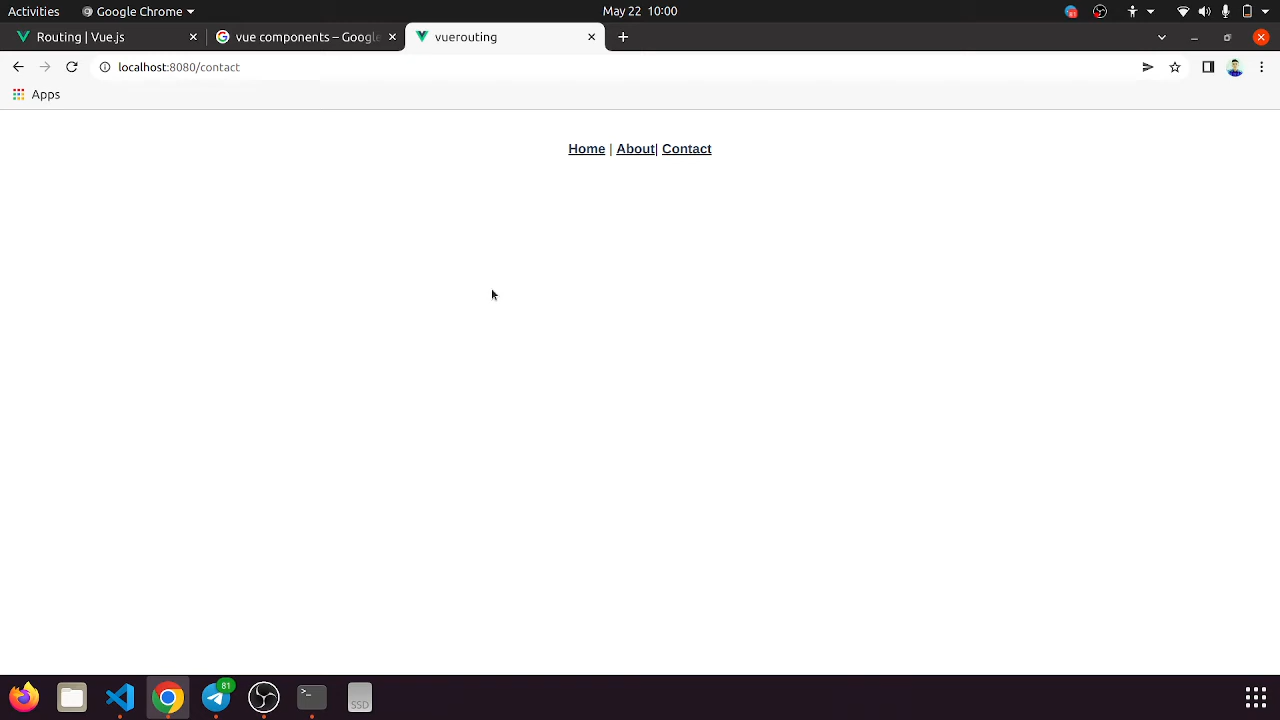 Activities Google Chrome May 22 10:00
Routing | Vue.js vue components – Google vuerouting
localhost:8080/contact
Apps
Home | About| Contact
81
SSD